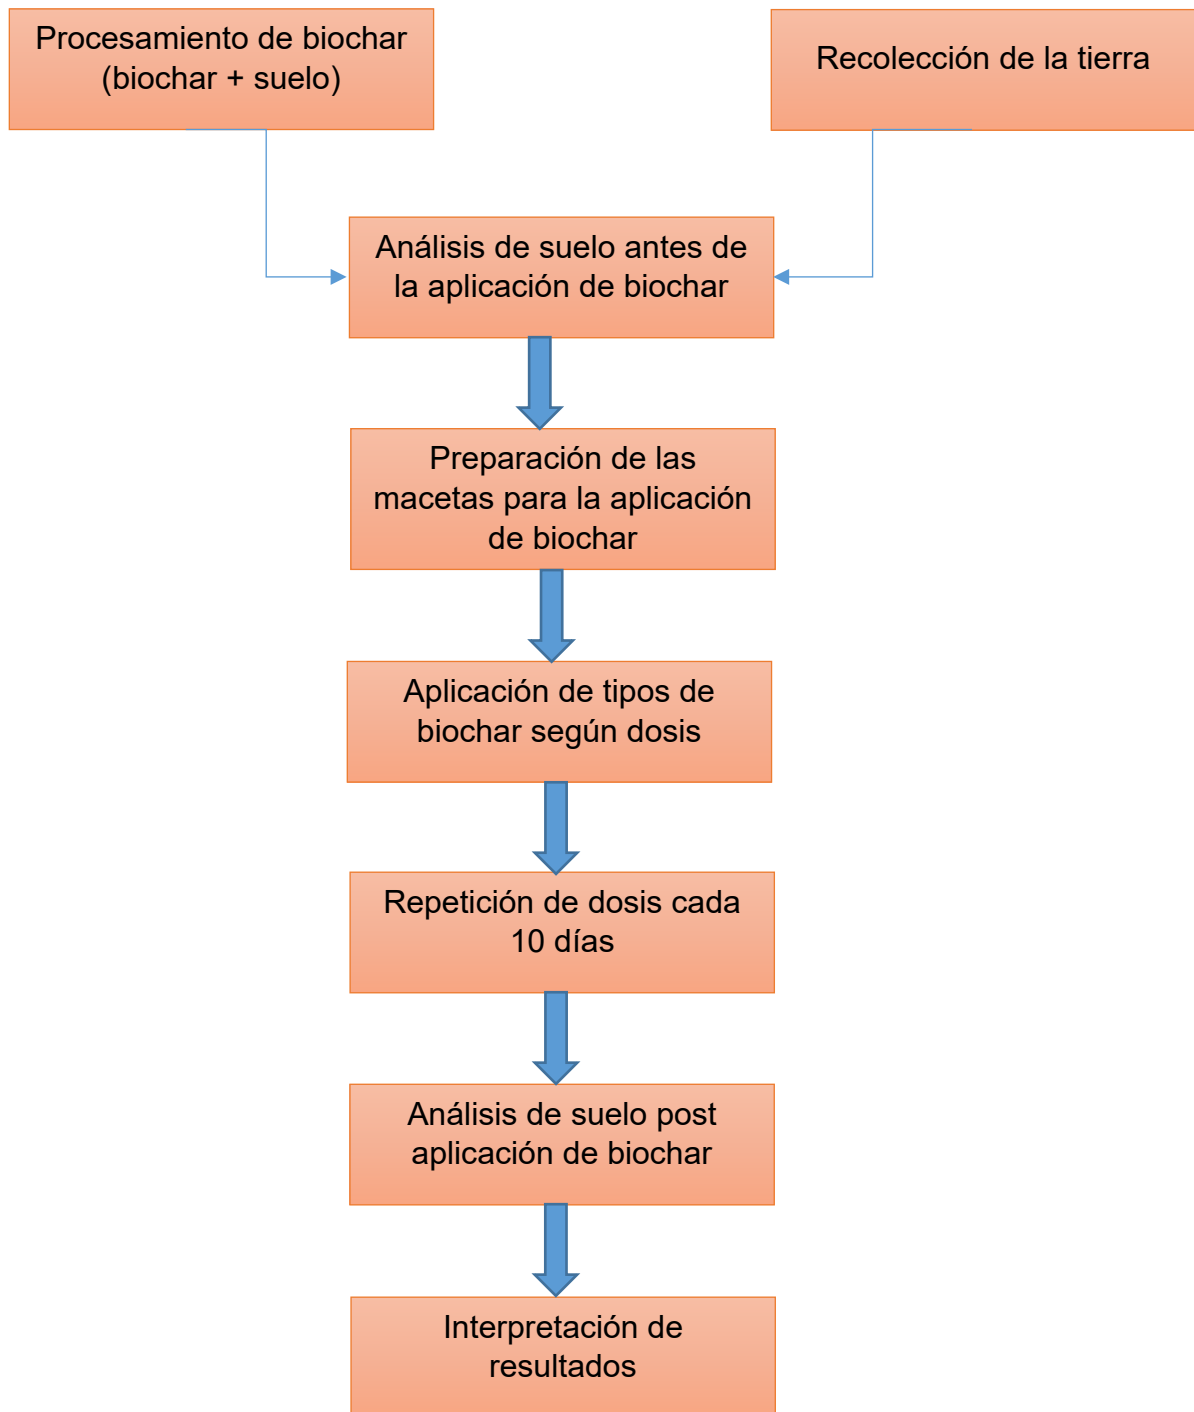 Procesamiento de biochar
(biochar + suelo)
Recolección de la tierra
Análisis de suelo antes de
la aplicación de biochar
Preparación de las
macetas para la aplicación
de biochar
Aplicación de tipos de
biochar según dosis
Repetición de dosis cada
10 días
Análisis de suelo post
aplicación de biochar
Interpretación de
resultados